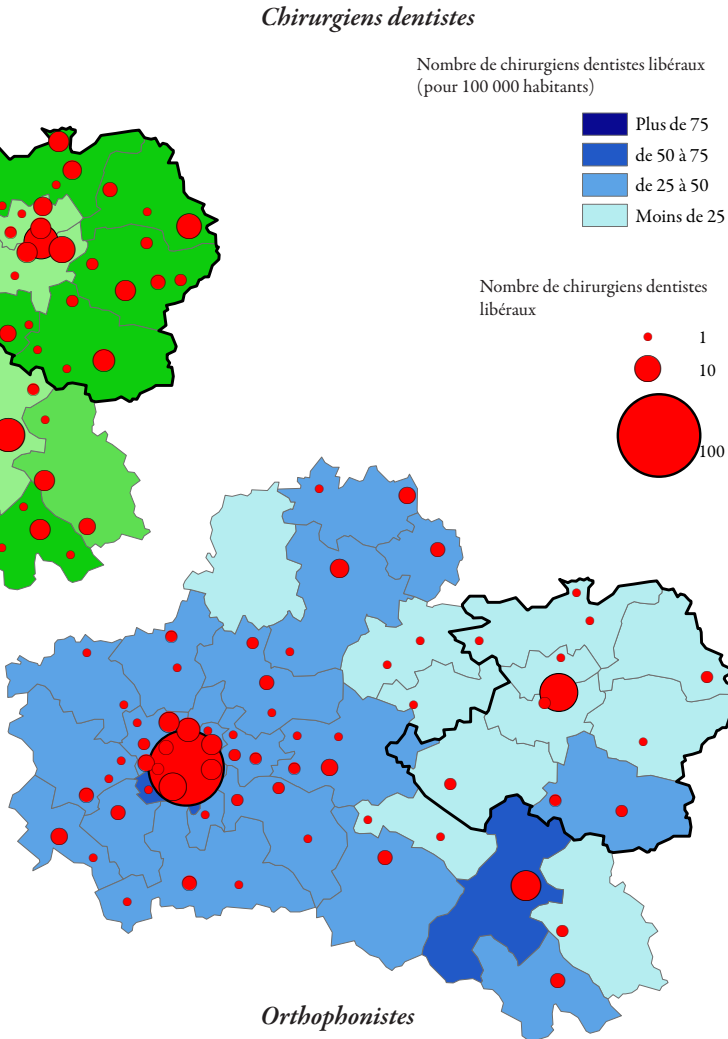 Chirurgiens dentistes
Nombre de chirurgiens dentistes libéraux
(pour 100 000 habitants)
Plus de 75
de 50 à 75
de 25 à 50
Moins de 25
Nombre de chirurgiens dentistes
libéraux
1
10
100
Orthophonistes